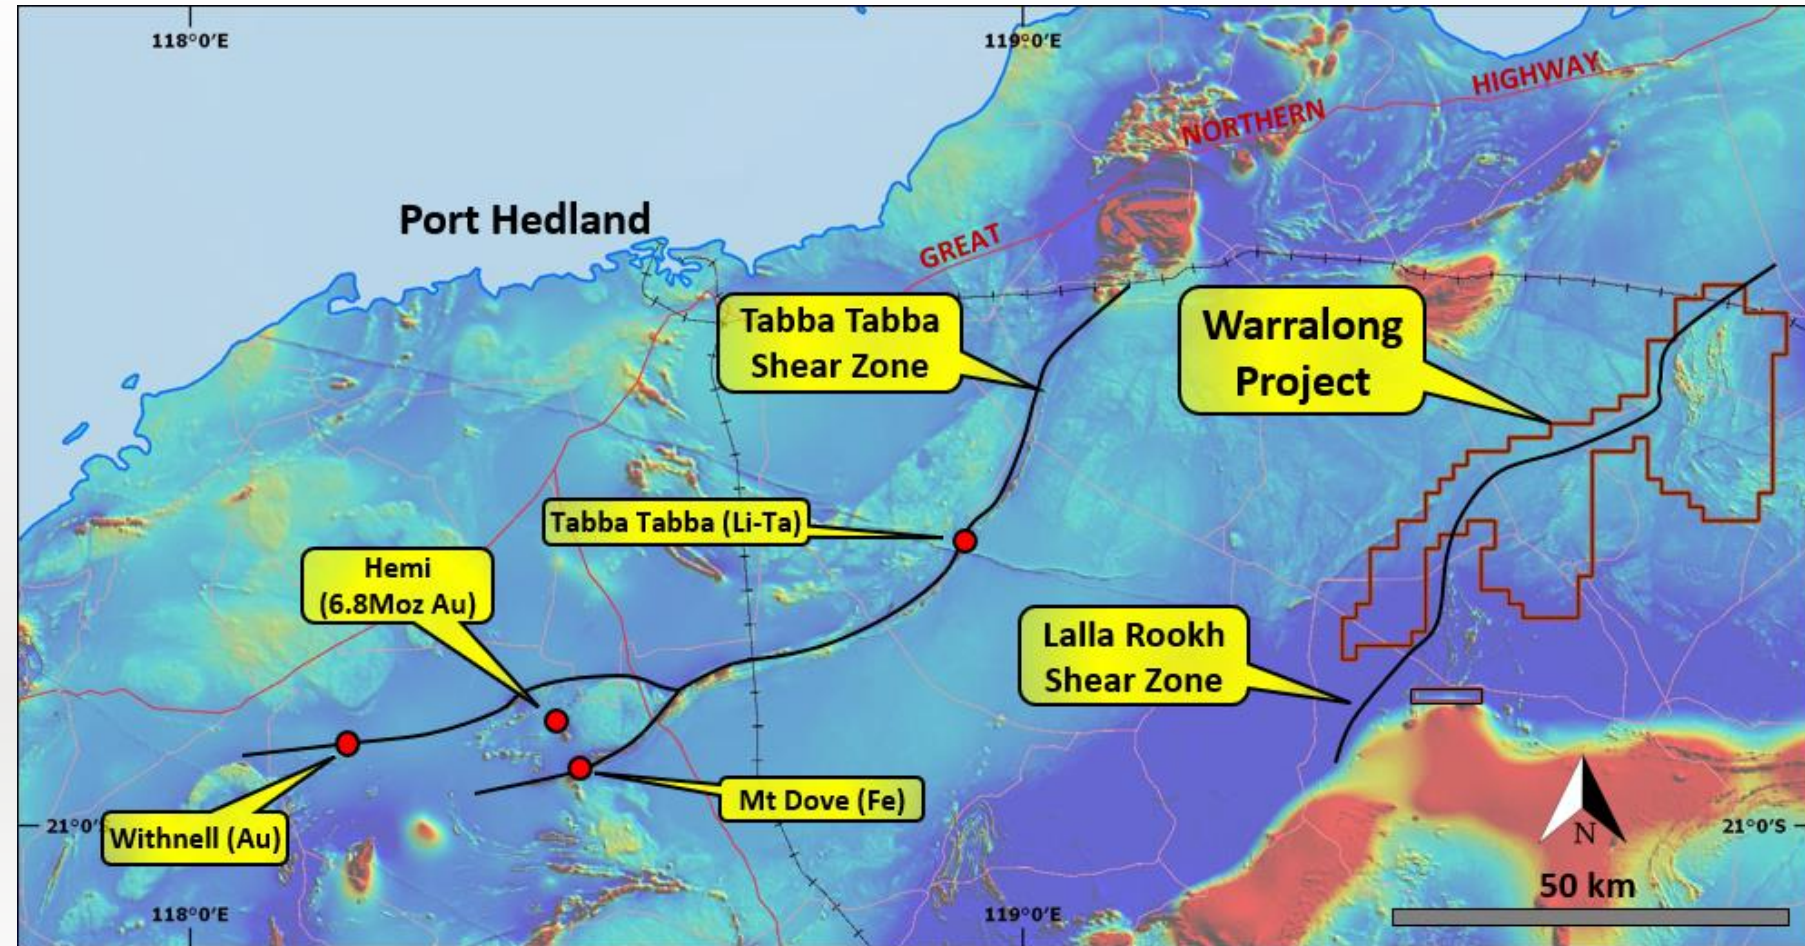 118°0'E
119°0'E
HIGHWAY
NORTHERN
GREAT
Port Hedland
Tabba Tabba
Shear Zone
Warralong
Project
Tabba Tabba (Li-Ta)
Hemi
(6.8Moz Au)
Lalla Rookh
Shear Zone
Mt Dove (Fe)
Withnell (Au)
21°0'S
21°0'S
N
50 km
118°0'E
119°0'E